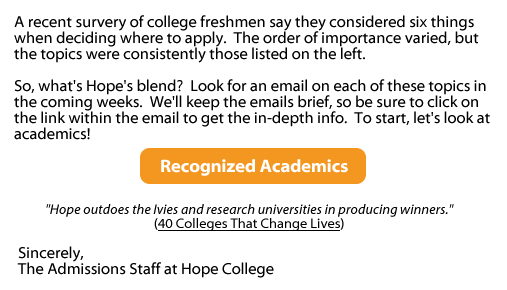 A recent survery of college freshmen say they considered six things
when deciding where to apply. The order of importance varied, but
the topics were consistently those listed on the left.
So, what's Hope's blend? Look for an email on each of these topics in
the coming weeks. We'll keep the emails brief, so be sure to click on
the link within the email to get the in-depth info. To start, let's look at
academics!
Recognized Academics
"Hope outdoes the Ivies and research universities in producing winners."
(40 Colleges That Change Lives)
Sincerely,
The Admissions Staff at Hope College